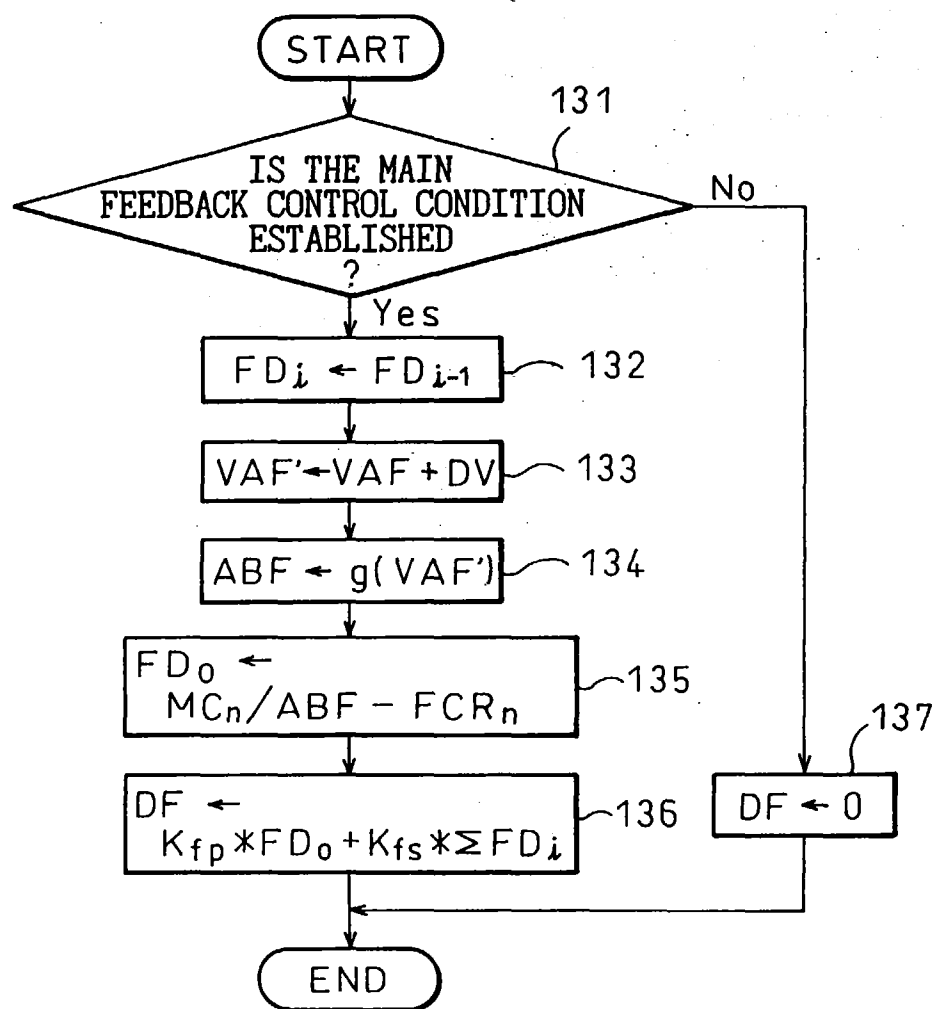 START
131
IS THE MAIN
FEEDBACK CONTROL CONDITION
ESTABLISHED
?
No
Yes
FDi ← FDi-1
132
VAF'←VAF+DV
133
ABF ← g(VAF')
134
FD0 ←
MCn/ABF − FCRn
135
DF ←
Kfp*FD0+Kfs*ΣFDi
136
137
DF ← 0
END